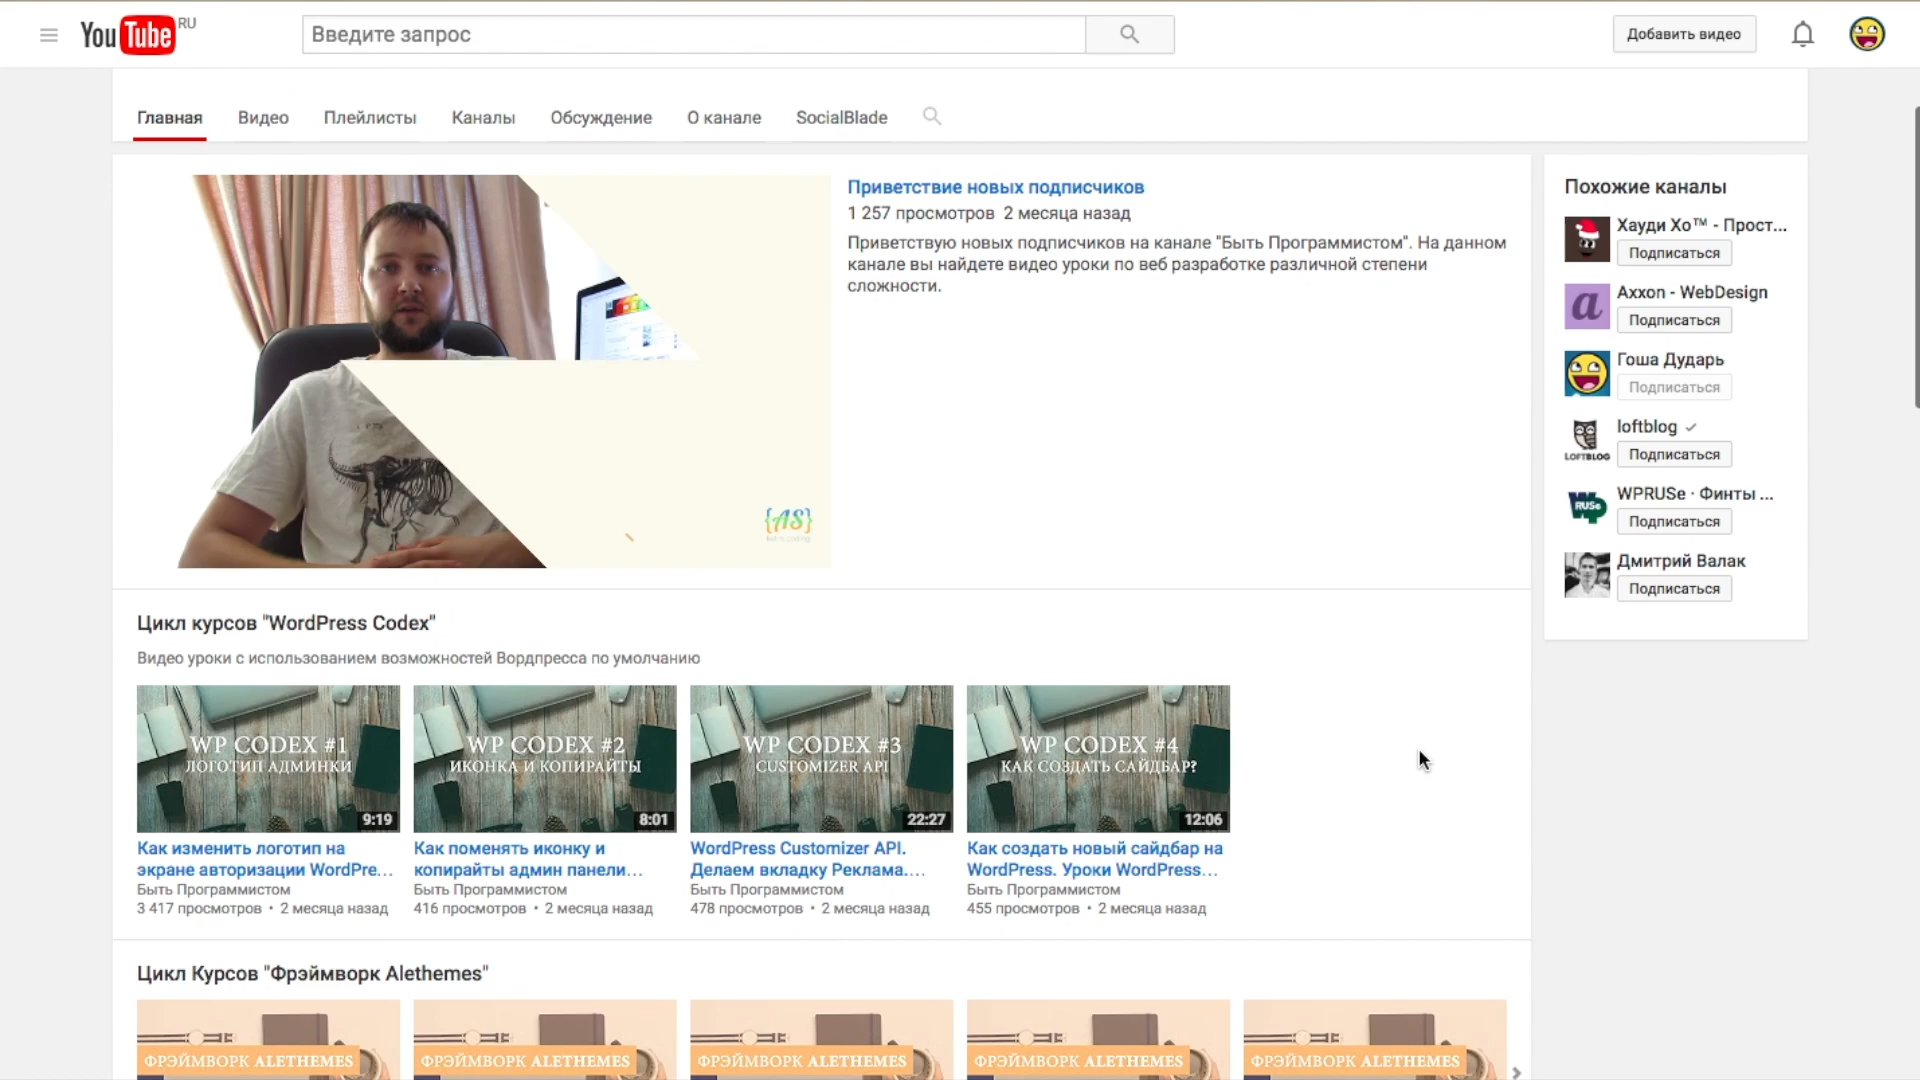 YouTube RU
Введите запрос
Добавить видео
Главная Видео Плейлисты Каналы Обсуждение О канале SocialBlade
Приветствие новых подписчиков
1 257 просмотров 2 месяца назад
Приветствую новых подписчиков на канале "Быть Программистом". На данном
канале вы найдете видео уроки по веб разработке различной степени
сложности.
{AS}
Похожие каналы
Хауди Хо™ - Прост...
Подписаться
Axxon - WebDesign
Подписаться
Гоша Дударь
Подписаться
loftblog
LOFTBLOG
Подписаться
WPRUSe · Финты ...
RUSe
Подписаться
Дмитрий Валак
Подписаться
Цикл курсов "WordPress Codex"
Видео уроки с использованием возможностей Вордпресса по умолчанию
WP CODEX #1
ЛОГОТИП АДМИНКИ
9:19
Как изменить логотип на
экране авторизации WordPre...
Быть Программистом
3 417 просмотров • 2 месяца назад
WP CODEX #2
ИКОНКА И КОПИРАЙТЫ
8:01
Как поменять иконку и
копирайты админ панели...
Быть Программистом
416 просмотров • 2 месяца назад
WP CODEX #3
CUSTOMIZER API
22:27
WordPress Customizer API.
Делаем вкладку Реклама....
Быть Программистом
478 просмотров • 2 месяца назад
WP CODEX #4
КАК СОЗДАТЬ САЙДБАР?
12:06
Как создать новый сайдбар на
WordPress. Уроки WordPress...
Быть Программистом
455 просмотров • 2 месяца назад
Цикл Курсов "Фрэймворк Alethemes"
ФРЭЙМВОРК ALETHEMES
ФРЭЙМВОРК ALETHEMES
ФРЭЙМВОРК ALETHEMES
ФРЭЙМВОРК ALETHEMES
ФРЭЙМВОРК ALETHEMES